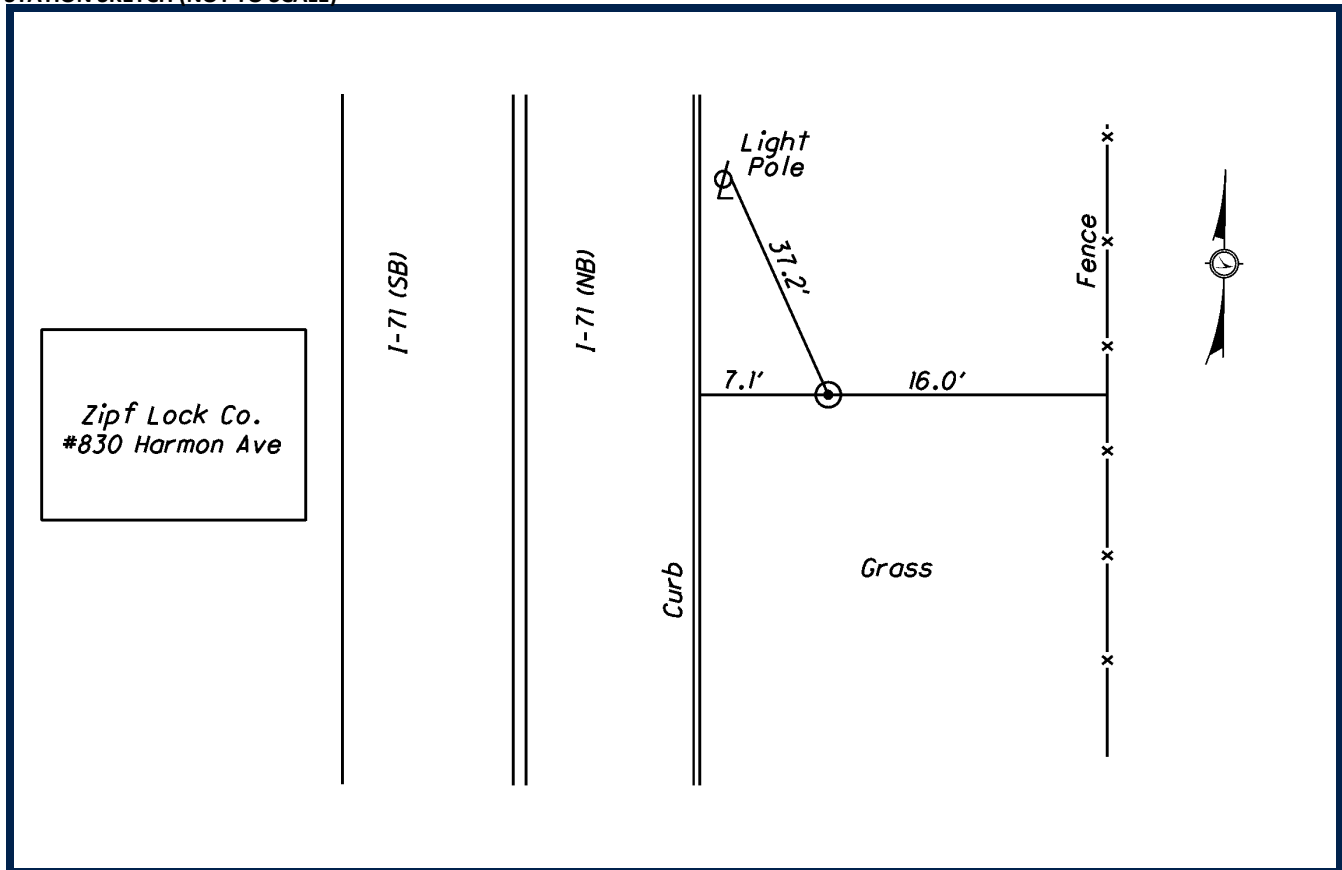 STATION SKETCH (NOT TO SCALE)
Light
Pole
37.2'
Fence
I-71 (SB)
I-71 (NB)
7.1'
16.0'
Zipf Lock Co.
#830 Harmon Ave
Curb
Grass